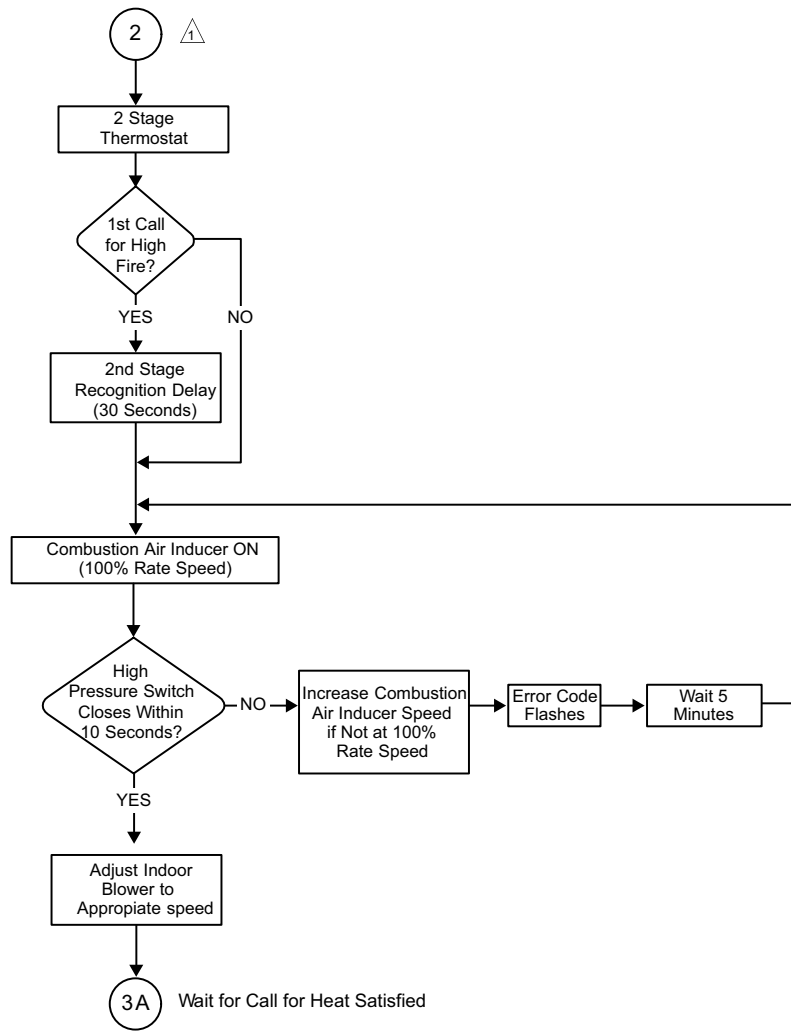 2
1
2 Stage
Thermostat
1st Call
for High
Fire?
YES
NO
2nd Stage
Recognition Delay
(30 Seconds)
Combustion Air Inducer ON
(100% Rate Speed)
High
Pressure Switch
Closes Within
10 Seconds?
NO
Increase Combustion
Air Inducer Speed
if Not at 100%
Rate Speed
Error Code
Flashes
Wait 5
Minutes
YES
Adjust Indoor
Blower to
Appropiate speed
3A
Wait for Call for Heat Satisfied